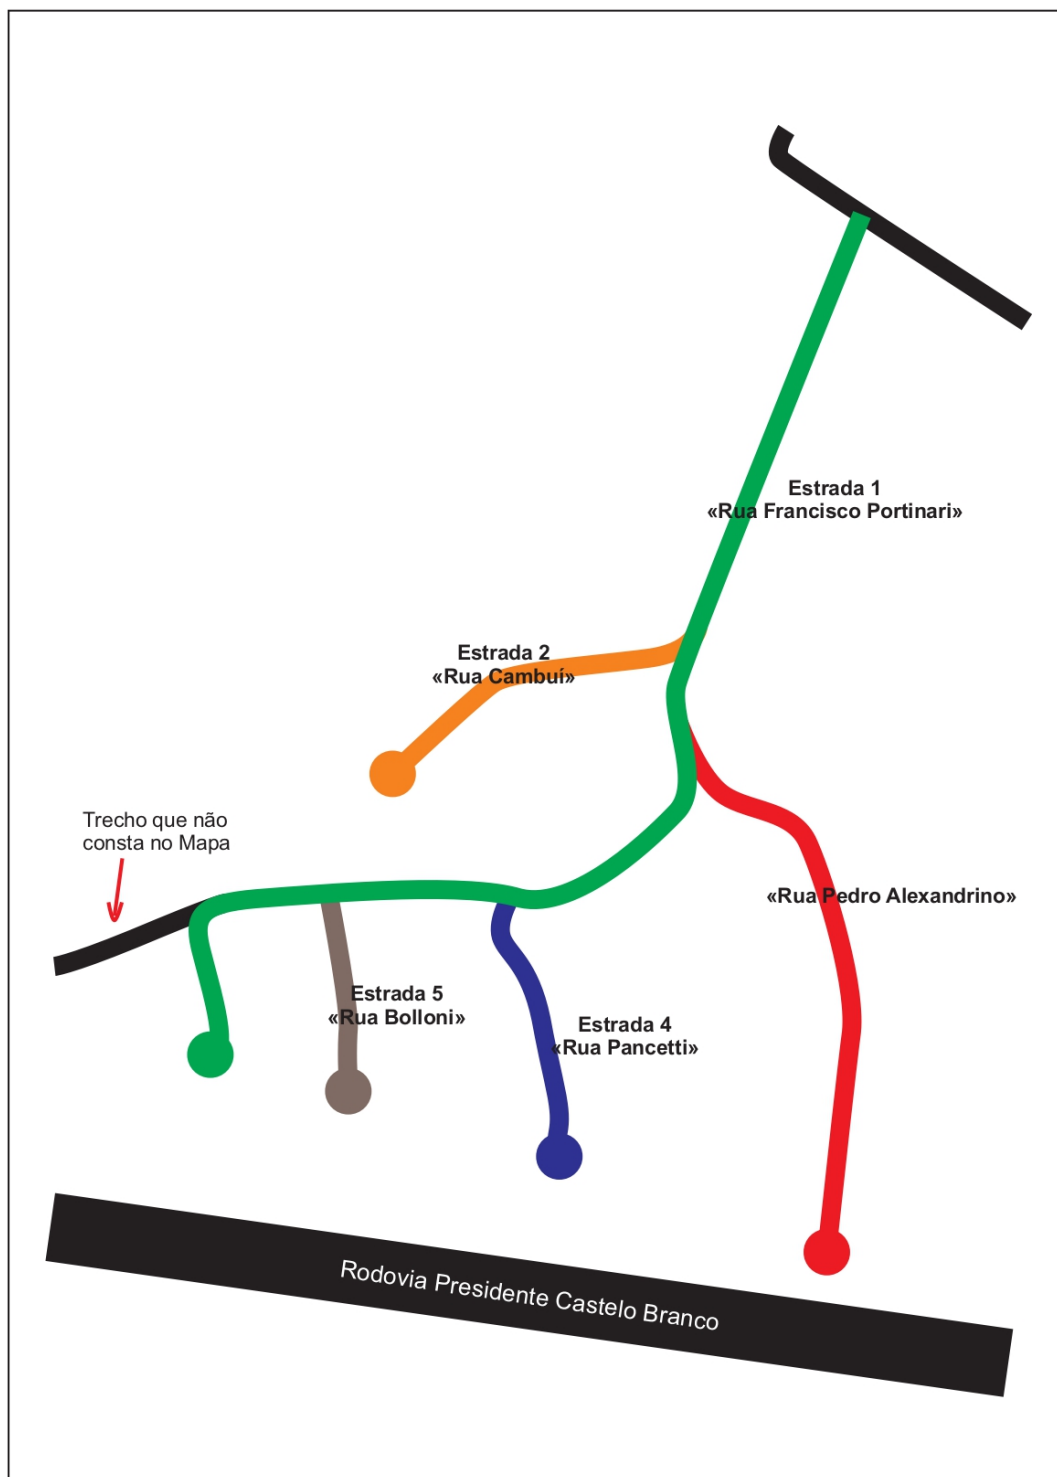 Estrada 1
«Rua Francisco Portinari»
Estrada 2
«Rua Cambuí»
Trecho que não
consta no Mapa
«Rua Pedro Alexandrino»
Estrada 5
«Rua Bolloni»
Estrada 4
«Rua Pancetti»
Rodovia Presidente Castelo Branco